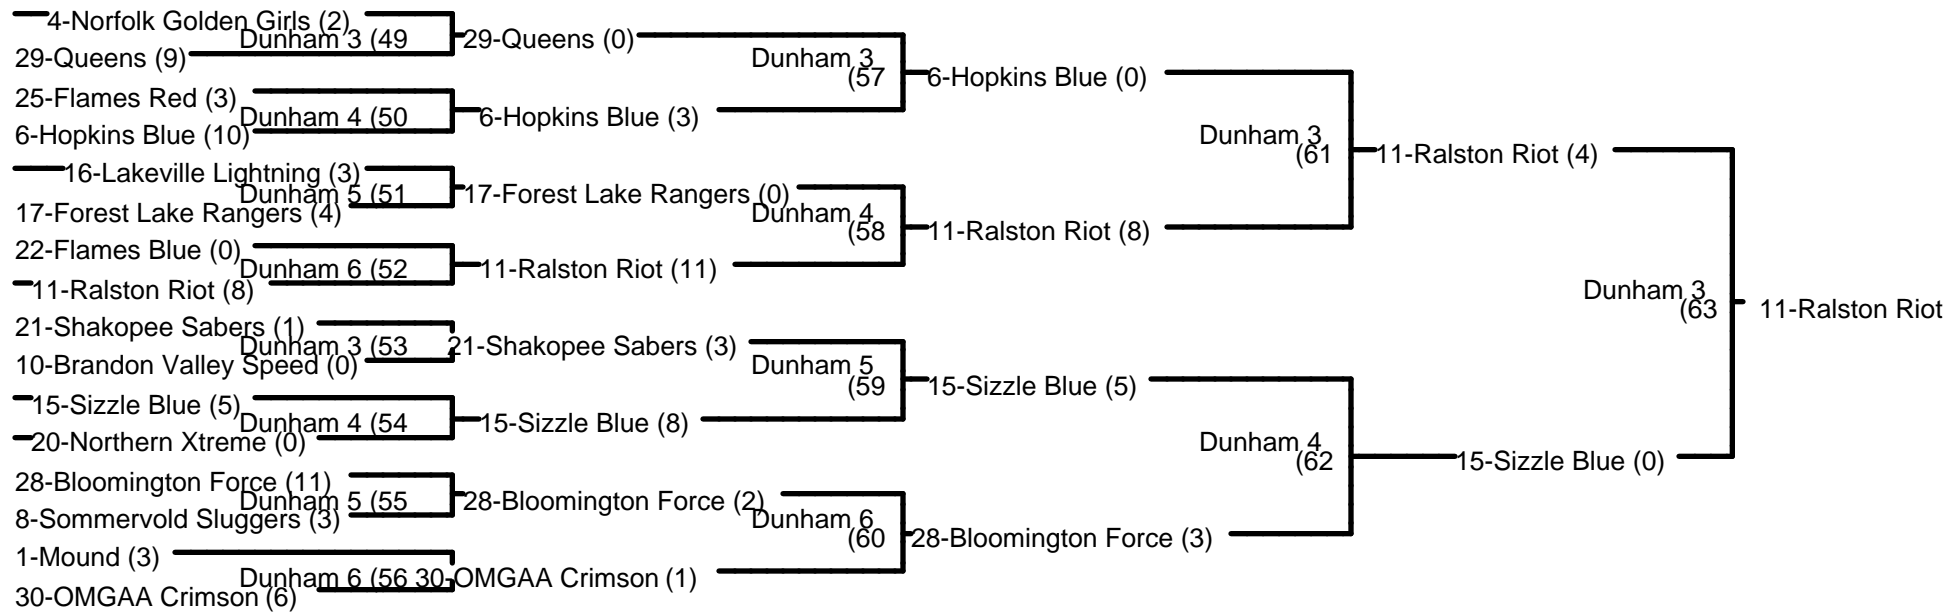 4-Norfolk Golden Girls (2)
Dunham 3 (49
29-Queens (9)
25-Flames Red (3)
Dunham 4 (50
6-Hopkins Blue (10)
16-Lakeville Lightning (3)
Dunham 5 (51
17-Forest Lake Rangers (4)
22-Flames Blue (0)
Dunham 6 (52
11-Ralston Riot (8)
21-Shakopee Sabers (1)
Dunham 3 (53
10-Brandon Valley Speed (0)
15-Sizzle Blue (5)
Dunham 4 (54
20-Northern Xtreme (0)
28-Bloomington Force (11)
Dunham 5 (55
8-Sommervold Sluggers (3)
1-Mound (3)
Dunham 6 (56
30-OMGAA Crimson (6)
29-Queens (0)
Dunham 3
(57
6-Hopkins Blue (3)
17-Forest Lake Rangers (0)
Dunham 4
(58
11-Ralston Riot (11)
21-Shakopee Sabers (3)
Dunham 5
(59
15-Sizzle Blue (8)
28-Bloomington Force (2)
Dunham 6
(60
30-OMGAA Crimson (1)
6-Hopkins Blue (0)
Dunham 3
(61
11-Ralston Riot (8)
15-Sizzle Blue (5)
Dunham 4
(62
28-Bloomington Force (3)
11-Ralston Riot (4)
Dunham 3
(63
15-Sizzle Blue (0)
11-Ralston Riot